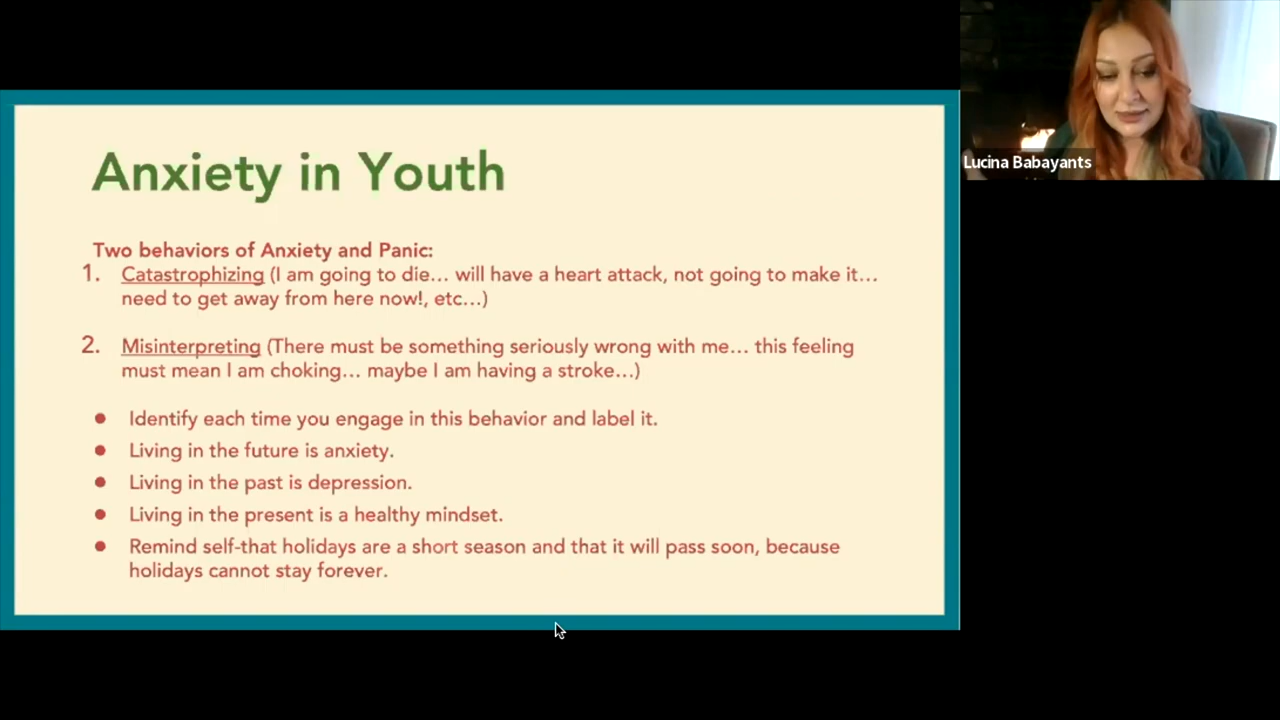 Anxiety in Youth
Two behaviors of Anxiety and Panic:
1. Catastrophizing (I am going to die... will have a heart attack, not going to make it...
need to get away from here now!, etc...)
2. Misinterpreting (There must be something seriously wrong with me... this feeling
must mean I am choking... maybe I am having a stroke...)
● Identify each time you engage in this behavior and label it.
● Living in the future is anxiety.
● Living in the past is depression.
● Living in the present is a healthy mindset.
● Remind self-that holidays are a short season and that it will pass soon, because
holidays cannot stay forever.
Lucina Babayants